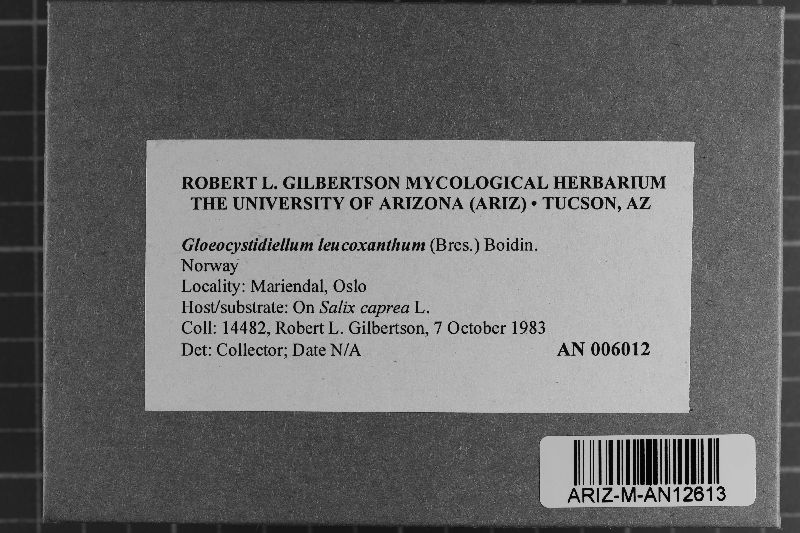 ROBERT L. GILBERTSON MYCOLOGICAL HERBARIUM
THE UNIVERSITY OF ARIZONA (ARIZ) • TUCSON, AZ
Gloeocystidiellum leucoxanthum (Bres.) Boidin.
Norway
Locality: Mariendal, Oslo
Host/substrate: On Salix caprea L.
Coll: 14482, Robert L. Gilbertson, 7 October 1983
Det: Collector; Date N/A AN 006012
ARIZ-M-AN12613